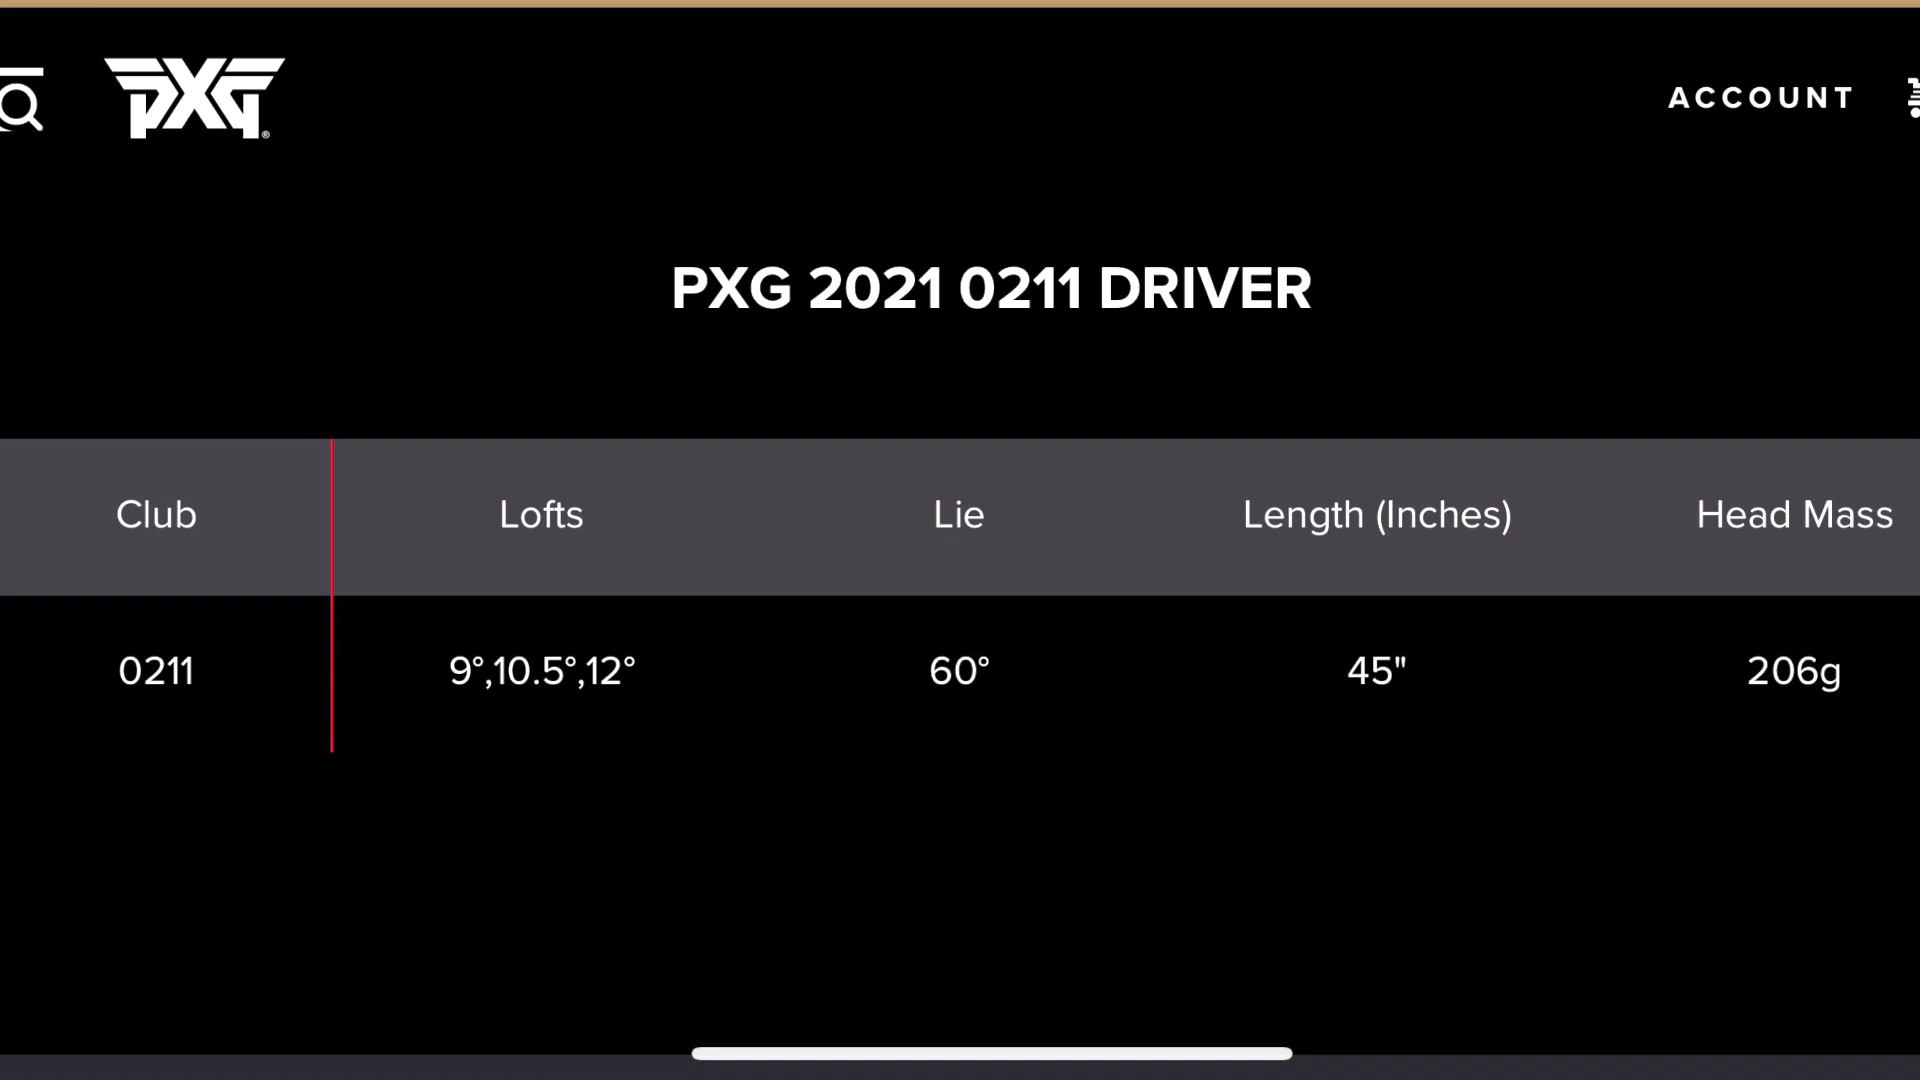 PXG®
ACCOUNT
PXG 2021 0211 DRIVER
Club Lofts Lie Length (Inches) Head Mass
0211 9°,10.5°,12° 60° 45" 206g